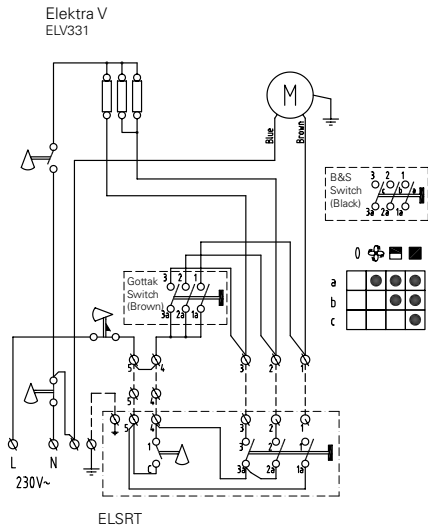 Elektra V
ELV331
M
Blue
Brown
B&S
Switch
(Black)
3 2 1
c b a
3a 2a 1a
0
a
b
c
Gottak
Switch
(Brown)
3 2 1
3a 2a 1a
5 4 3 2 1
5 4
5 4 3 2 1
1
C
3a 2a 1a
L N
230V~
ELSRT